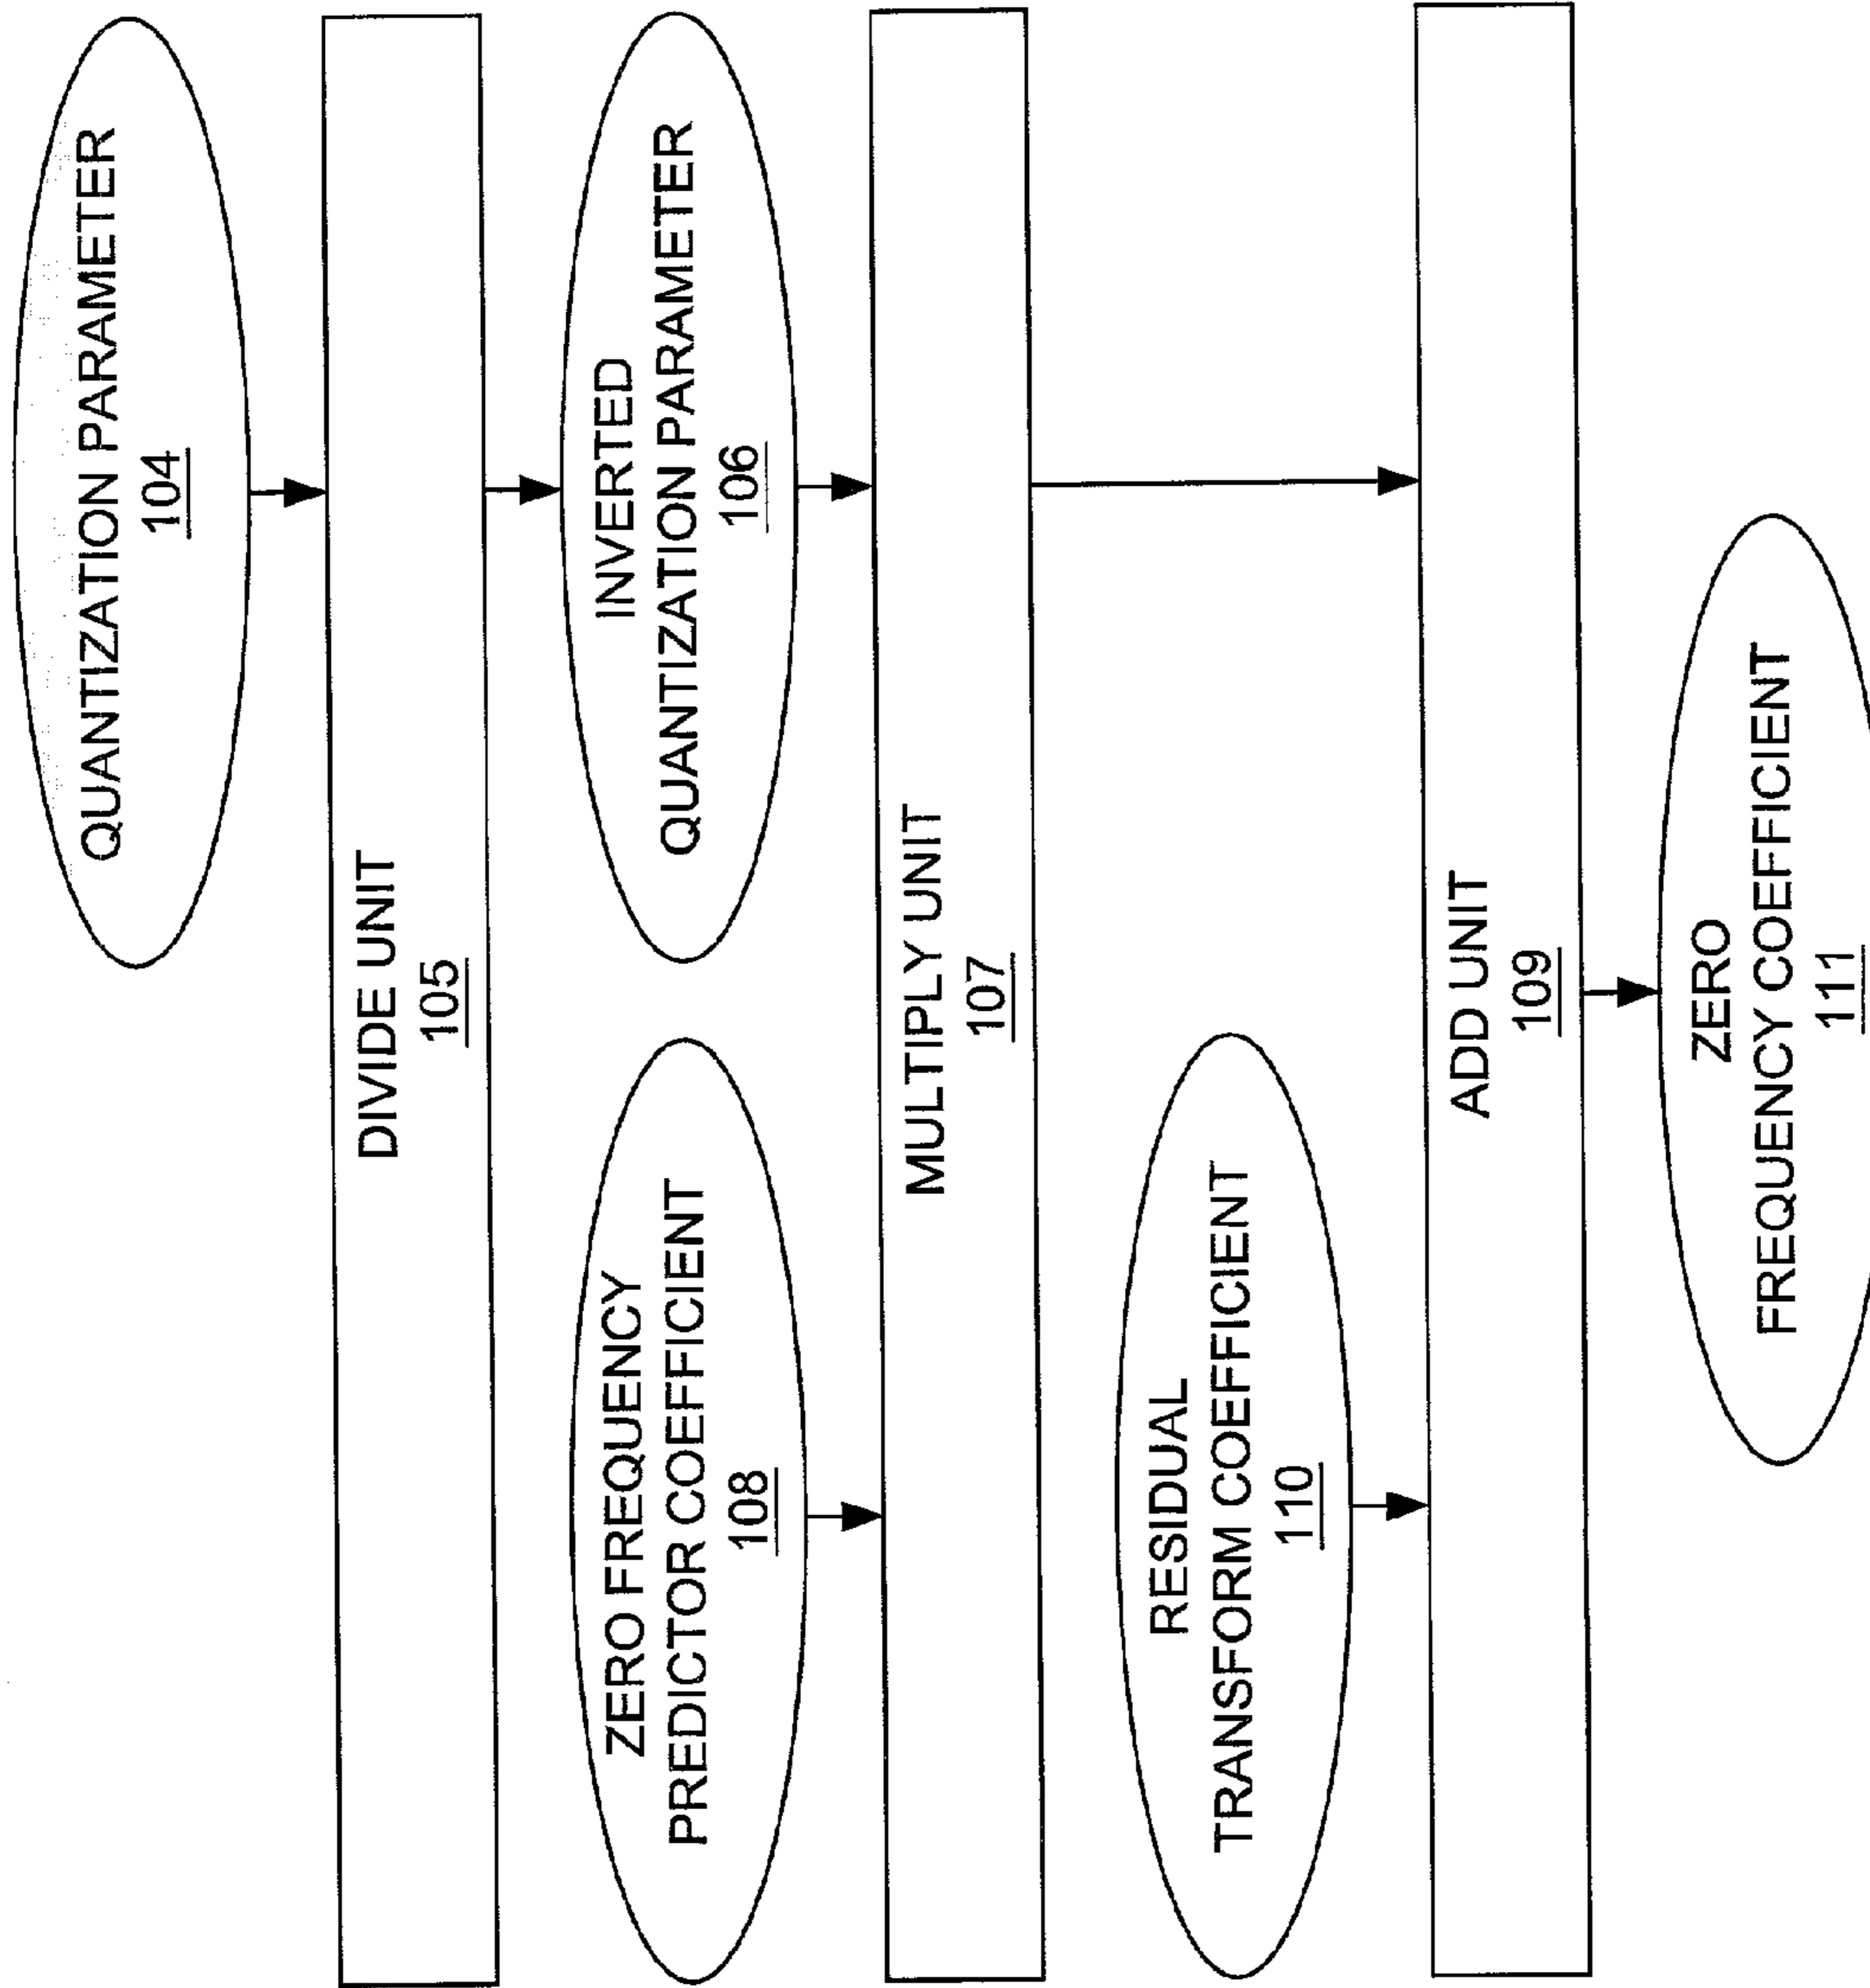 QUANTIZATION PARAMETER
104
DIVIDE UNIT
105
INVERTED
QUANTIZATION PARAMETER
106
ZERO FREQUENCY
PREDICTOR COEFFICIENT
108
MULTIPLY UNIT
107
RESIDUAL
TRANSFORM COEFFICIENT
110
ADD UNIT
109
ZERO
FREQUENCY COEFFICIENT
111